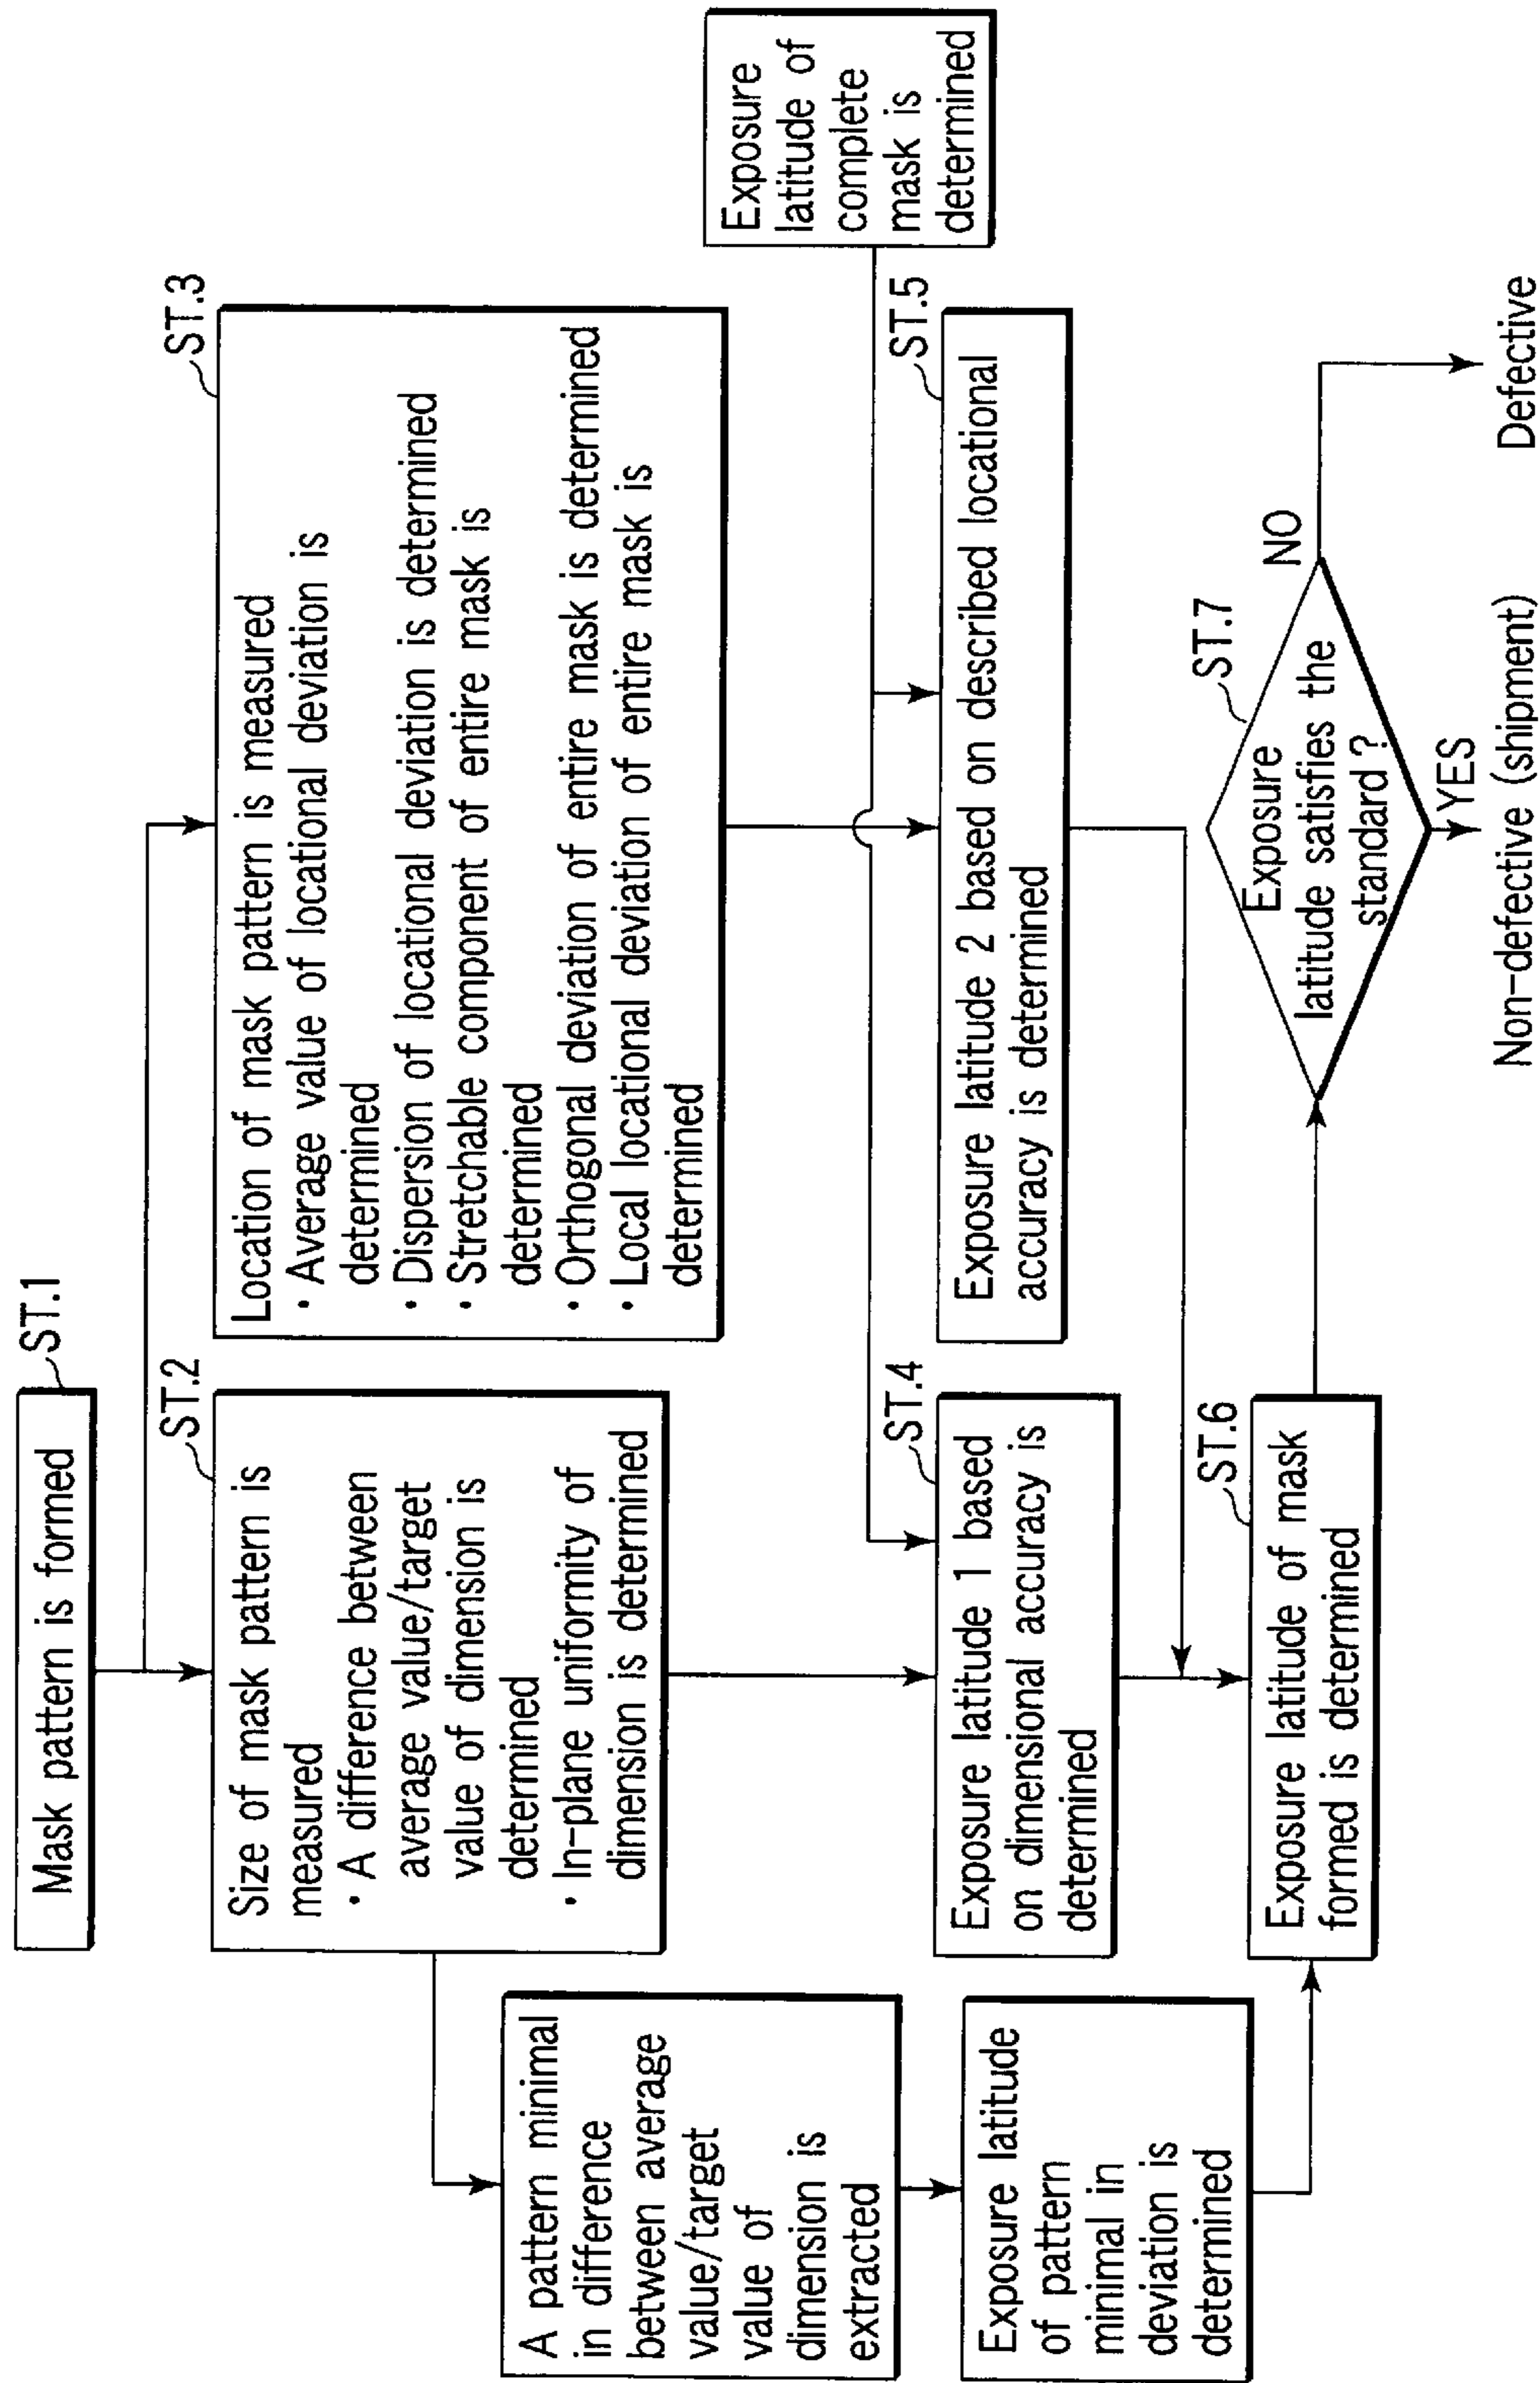 Mask pattern is formed
ST.1
ST.2
Size of mask pattern is
measured
· A difference between
average value/target
value of dimension is
determined
· In-plane uniformity of
dimension is determined
ST.3
Location of mask pattern is measured
· Average value of locational deviation is
determined
· Dispersion of locational deviation is determined
· Stretchable component of entire mask is
determined
· Orthogonal deviation of entire mask is determined
· Local locational deviation of entire mask is
determined
A pattern minimal
in difference
between average
value/target
value of
dimension is
extracted
Exposure
latitude of
complete
mask is
determined
Exposure latitude
of pattern
minimal in
deviation is
determined
ST.4
Exposure latitude 1 based
on dimensional accuracy is
determined
ST.5
Exposure latitude 2 based on described locational
accuracy is determined
ST.6
Exposure latitude of mask
formed is determined
ST.7
Exposure
latitude satisfies the
standard ?
NO
YES
Non-defective (shipment)
Defective